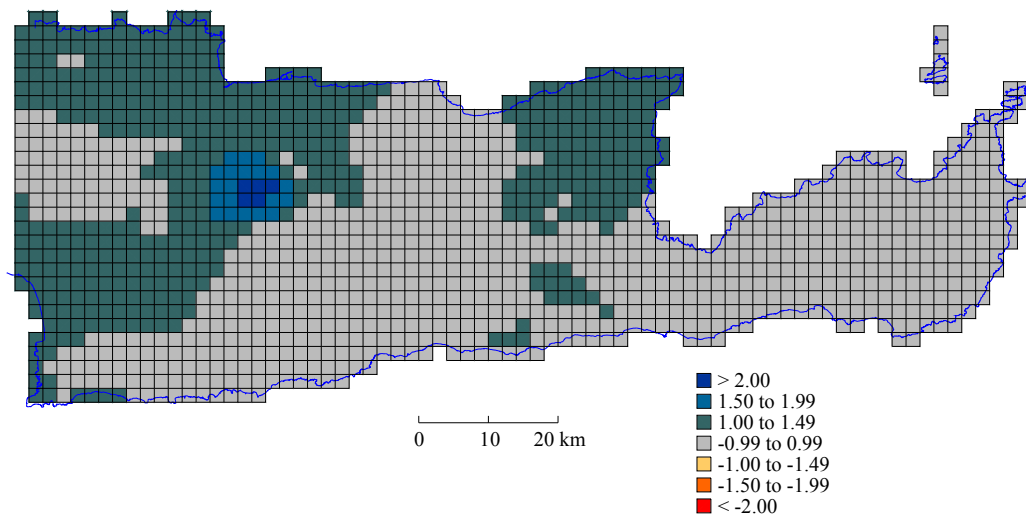 > 2.00
1.50 to 1.99
1.00 to 1.49
-0.99 to 0.99
-1.00 to -1.49
-1.50 to -1.99
< -2.00
0 10 20 km